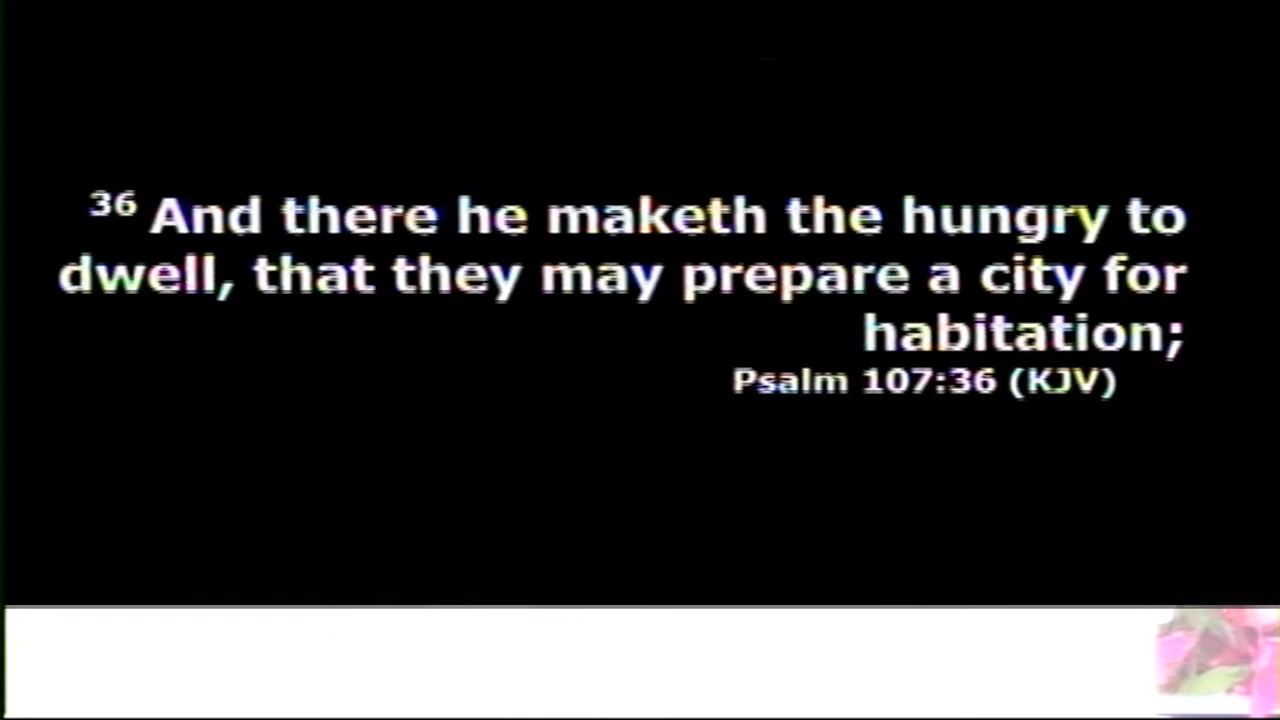 36 And there he maketh the hungry to
dwell, that they may prepare a city for
habitation;
Psalm 107:36 (KJV)